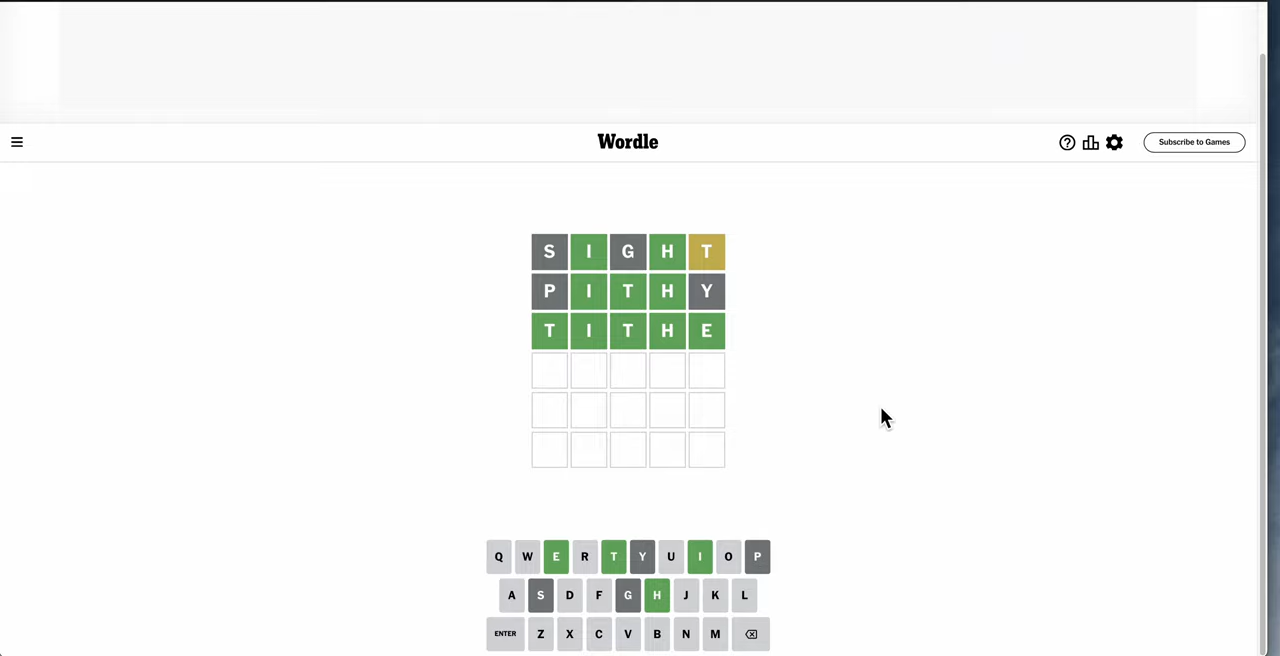 Wordle
Subscribe to Games
S I G H T
P I T H Y
T I T H E
Q W E R T Y U I O P
A S D F G H J K L
ENTER Z X C V B N M